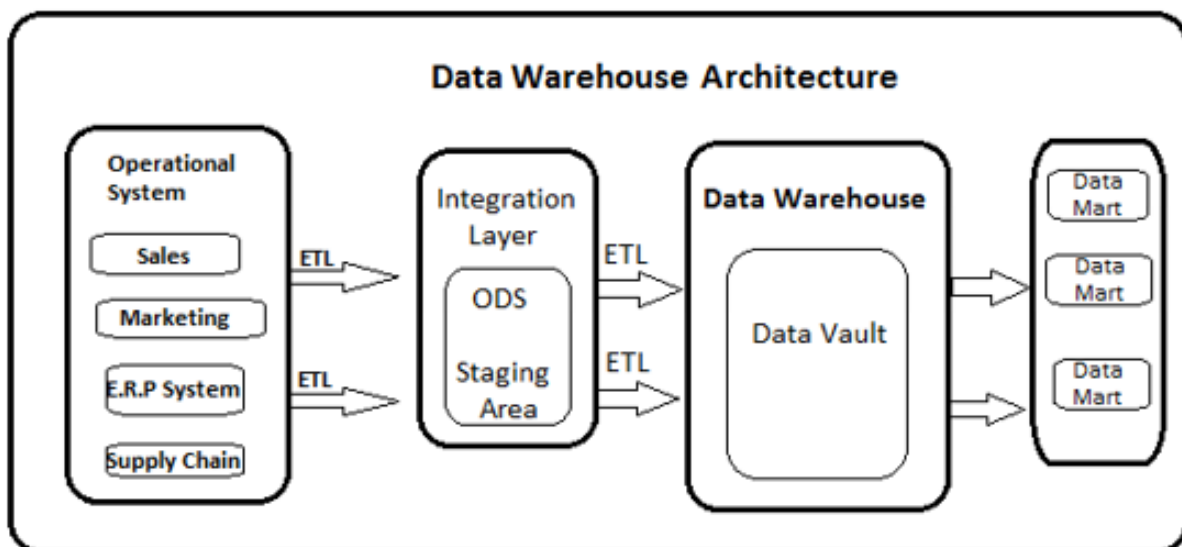 Data Warehouse Architecture
Operational
System
Sales
Marketing
E.R.P System
Supply Chain
ETL
ETL
Integration
Layer
ODS
Staging
Area
ETL
ETL
Data Warehouse
Data Vault
Data
Mart
Data
Mart
Data
Mart